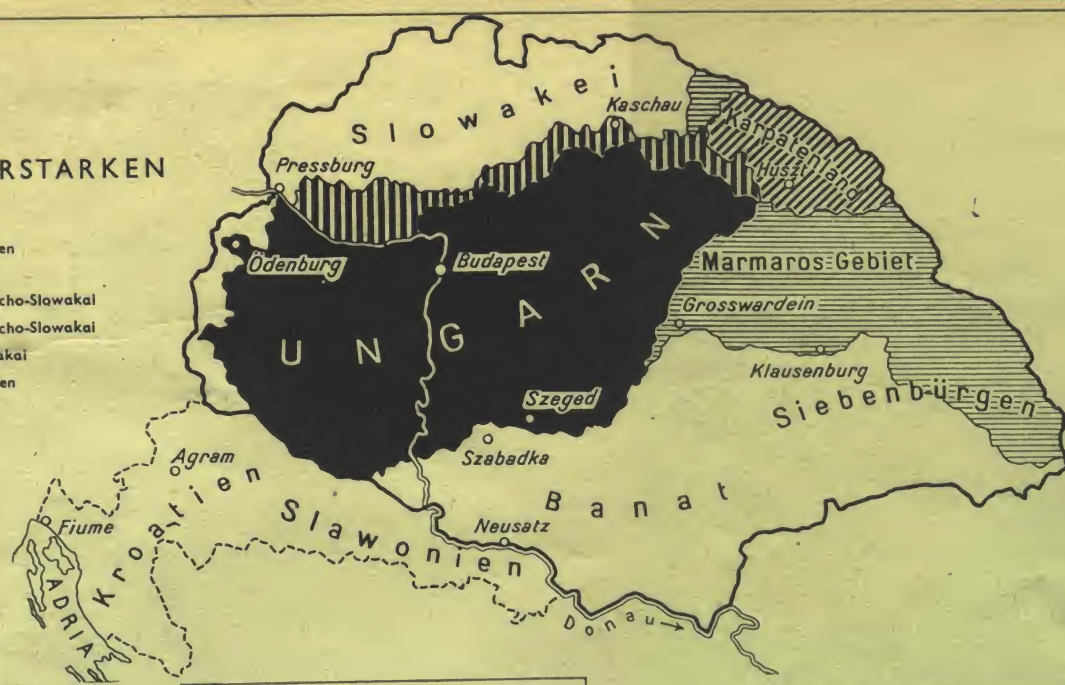 RSTARKEN
en
cho-Slowakai
cho-Slowakai
akai
en
Slowakei
Kaschau
Karpatenland
Huszt
Pressburg
Ödenburg
Budapest
Marmaros-Gebiet
Grosswardein
UNGARN
Klausenburg
Siebenbürgen
Szeged
Szabadka
Agram
Banat
Fiume
Kroatien
Slawonien
Neusatz
ADRIA
Donau→